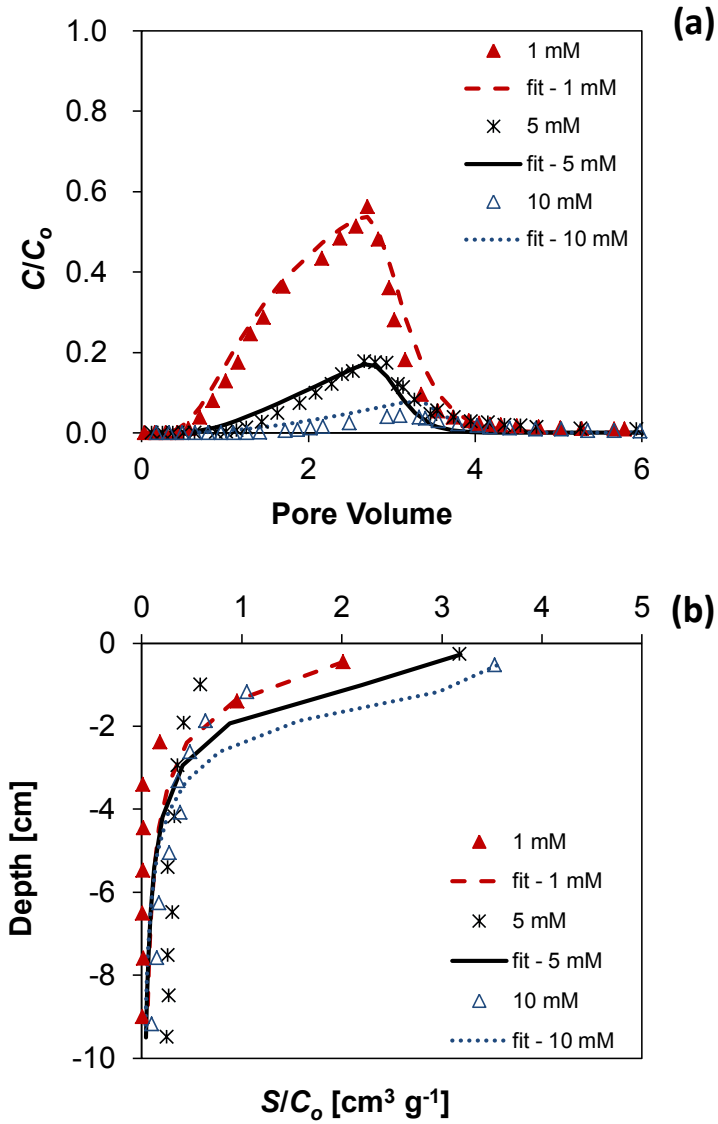 (a)
1.0
0.8
0.6
0.4
0.2
0.0
C/Co
1 mM
fit - 1 mM
5 mM
fit - 5 mM
10 mM
fit - 10 mM
0 2 4 6
Pore Volume
(b)
0 1 2 3 4 5
0
-2
-4
-6
-8
-10
Depth [cm]
1 mM
fit - 1 mM
5 mM
fit - 5 mM
10 mM
fit - 10 mM
S/Co [cm³ g⁻¹]